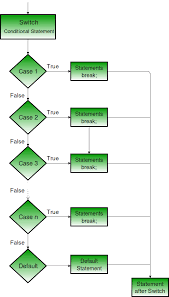 Switch
Conditional Statement
Case 1
True
Statements
break;
False
Case 2
True
Statements
break;
False
Case 3
True
Statements
break;
False
Case n
True
Statements
break;
False
Default
Default
Statement
Statement
after Switch